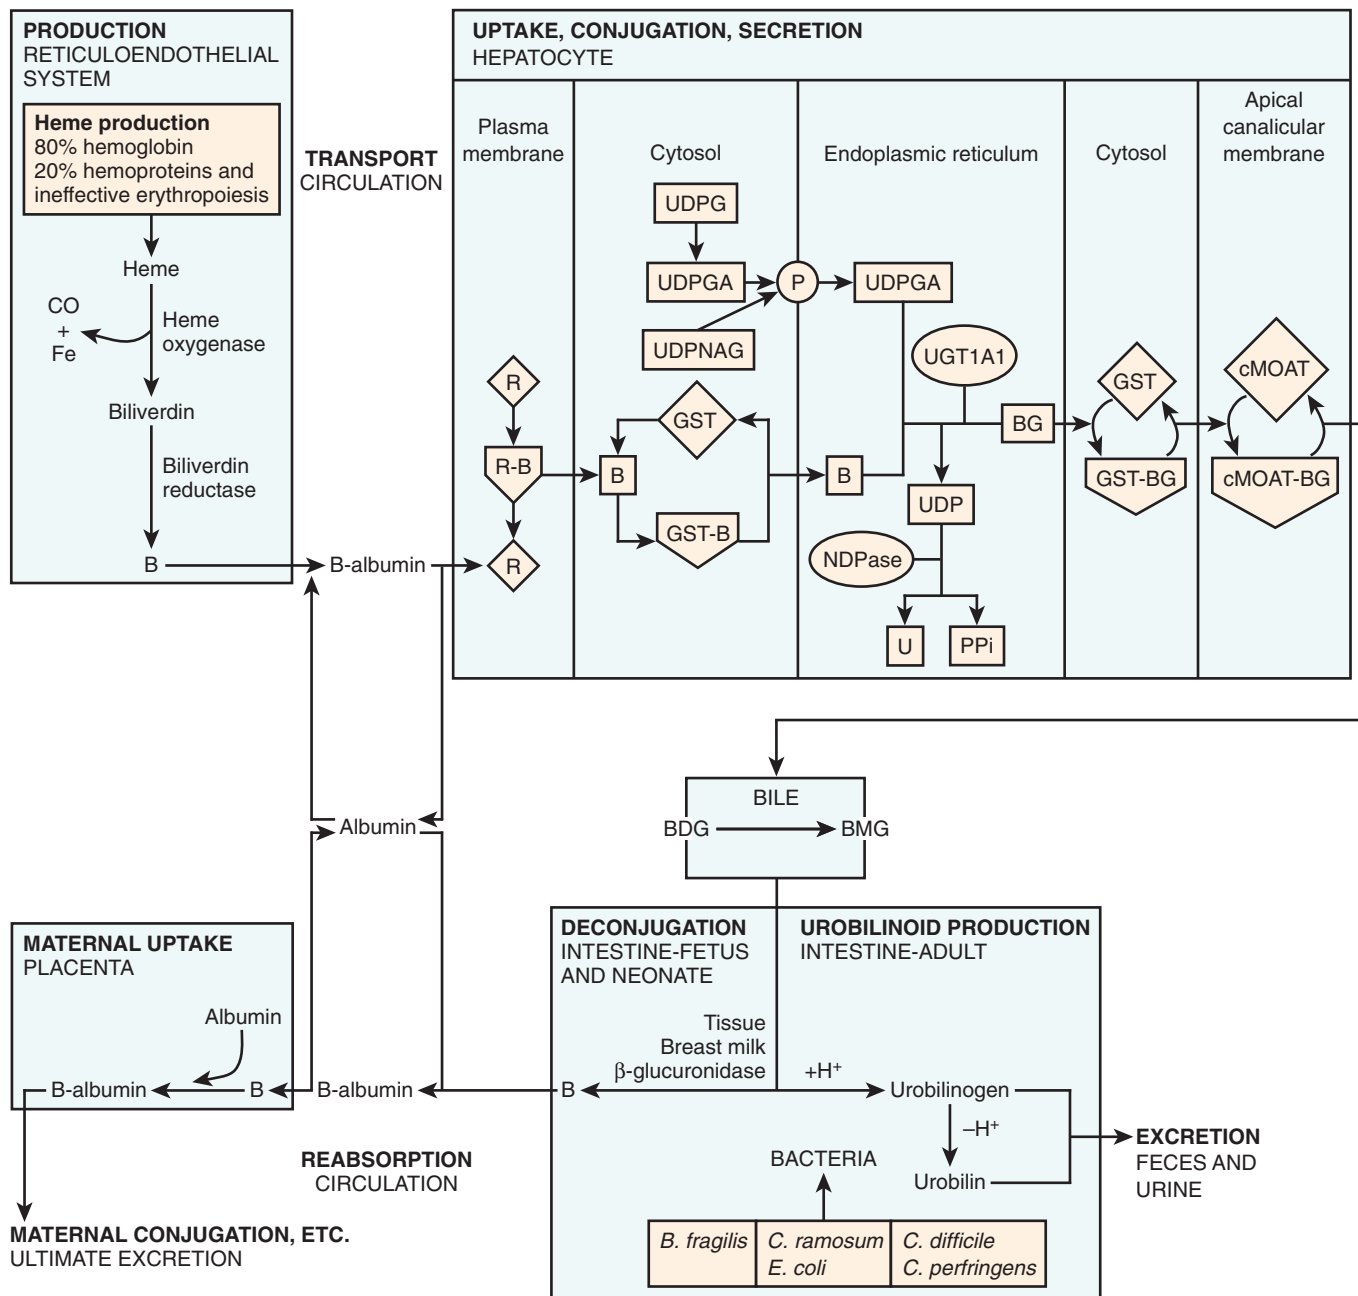 PRODUCTION
RETICULOENDOTHELIAL
SYSTEM
Heme production
80% hemoglobin
20% hemoproteins and
ineffective erythropoiesis
Heme
CO
+
Fe
Heme
oxygenase
Biliverdin
Biliverdin
reductase
B
TRANSPORT
CIRCULATION
B-albumin
UPTAKE, CONJUGATION, SECRETION
HEPATOCYTE
Plasma
membrane
R
R-B
R
Cytosol
UDPG
UDPGA
UDPNAG
P
GST
B
GST-B
Endoplasmic reticulum
UDPGA
UGT1A1
BG
B
UDP
NDPase
U
PPi
Cytosol
GST
GST-BG
Apical
canalicular
membrane
cMOAT
cMOAT-BG
BILE
BDG
BMG
Albumin
MATERNAL UPTAKE
PLACENTA
Albumin
B-albumin
B
B-albumin
REABSORPTION
CIRCULATION
MATERNAL CONJUGATION, ETC.
ULTIMATE EXCRETION
DECONJUGATION
INTESTINE-FETUS
AND NEONATE
Tissue
Breast milk
β-glucuronidase
B
UROBILINOID PRODUCTION
INTESTINE-ADULT
+H⁺
Urobilinogen
–H⁺
Urobilin
BACTERIA
B. fragilis
C. ramosum
E. coli
C. difficile
C. perfringens
EXCRETION
FECES AND
URINE